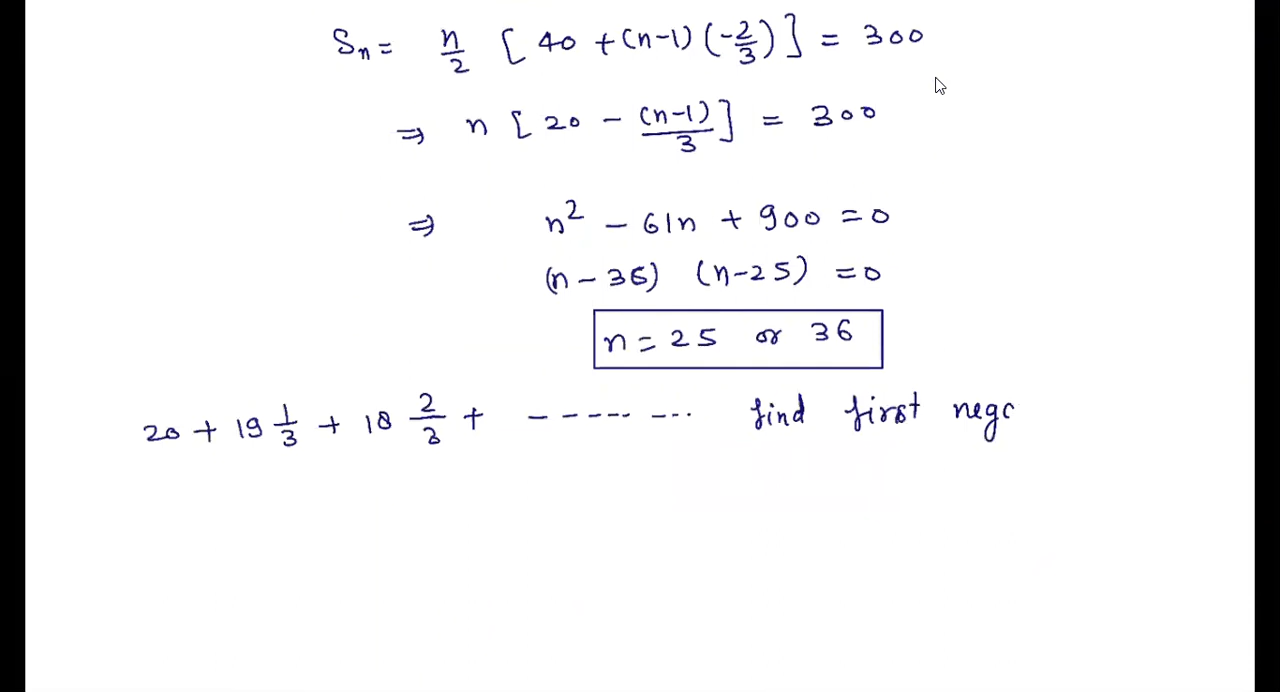 Sn = n/2 [40 + (n-1)(-2/3)] = 300
⇒ n [20 - (n-1)/3] = 300
⇒ n² - 61n + 900 = 0
(n - 36) (n - 25) = 0
n = 25 or 36
20 + 19 1/3 + 18 2/3 + - - - - - - - ... find first nega